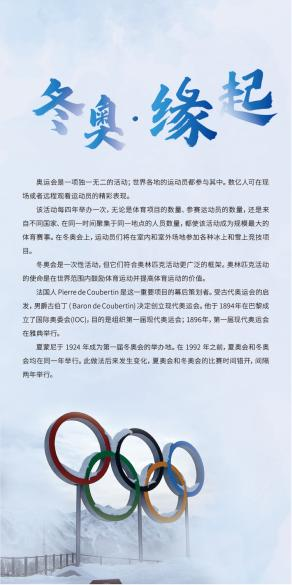 冬奥·缘起
奥运会是一项独一无二的活动；世界各地的运动员都参与其中。数亿人可在现
场或者远程观看运动员的精彩表现。
该活动每四年举办一次，无论是体育项目的数量、参赛运动员的数量，还是来
自不同国家、在同一时间聚集于同一地点的人员数量，都使该活动成为规模最大的
体育赛事。在冬奥会上，运动员们将在室内和室外场地参加各种冰上和雪上竞技项
目。
冬奥会是一次性活动，但它们符合奥林匹克活动更广泛的框架。奥林匹克活动
的使命是在世界范围内鼓励体育运动并提高体育运动的价值。
法国人 Pierre de Coubertin 是这一重要项目的幕后策划者。受古代奥运会的启
发，男爵古伯丁 ( Baron de Coubertin) 决定创立现代奥运会。他于 1894年在巴黎成
立了国际奥委会(IOC)，目的是组织第一届现代奥运会；1896年，第一届现代奥运会
在雅典举行。
夏蒙尼于 1924 年成为第一届冬奥会的举办地。在 1992 年之前，夏奥会和冬奥
会均在同一年举行。此做法后来发生变化，夏奥会和冬奥会的比赛时间错开，间隔
两年举行。